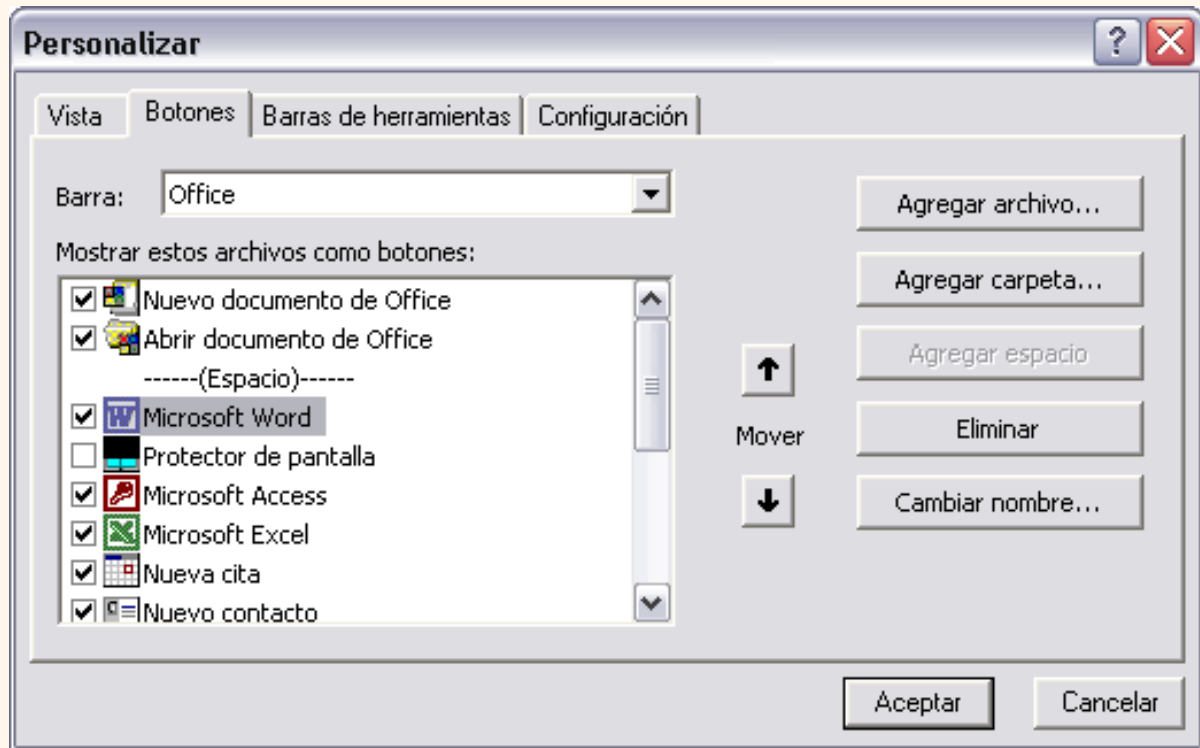 Personalizar
Vista
Botones
Barras de herramientas
Configuración
Barra:
Office
Agregar archivo...
Mostrar estos archivos como botones:
Agregar carpeta...
Nuevo documento de Office
Abrir documento de Office
Agregar espacio
------(Espacio)------
Microsoft Word
Mover
Eliminar
Protector de pantalla
Microsoft Access
Cambiar nombre...
Microsoft Excel
Nueva cita
Nuevo contacto
Aceptar
Cancelar